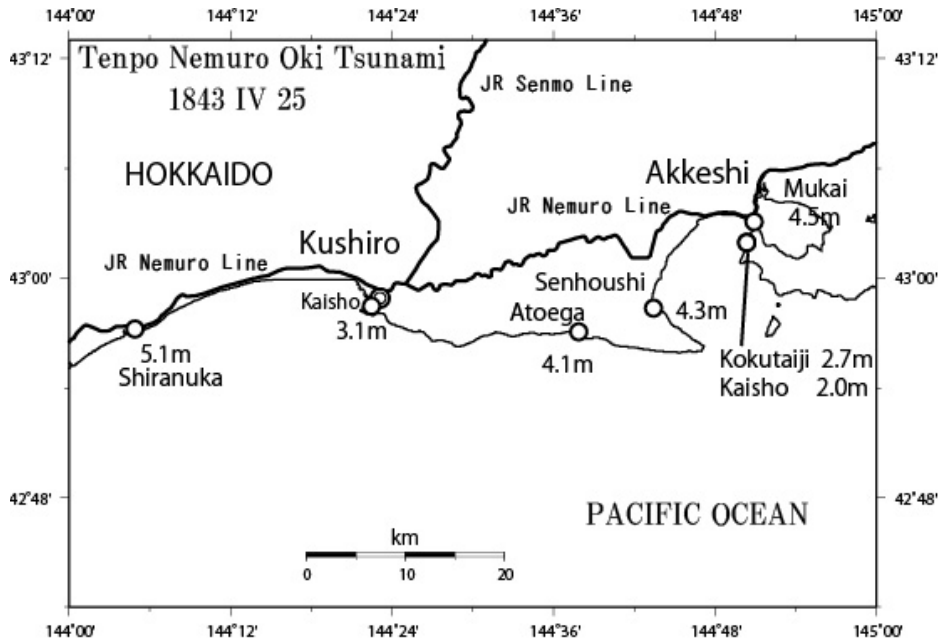 144°00' 144°12' 144°24' 144°36' 144°48' 145°00'
43°12' 43°12'
Tenpo Nemuro Oki Tsunami
1843 IV 25
JR Senmo Line
HOKKAIDO
Akkeshi
Mukai
4.5m
JR Nemuro Line
Kushiro
JR Nemuro Line
43°00' 43°00'
Senhoushi
Kaisho
Atoega
4.3m
3.1m
5.1m
4.1m
Shiranuka
Kokutaiji 2.7m
Kaisho 2.0m
42°48' 42°48'
PACIFIC OCEAN
km
0 10 20
144°00' 144°12' 144°24' 144°36' 144°48' 145°00'